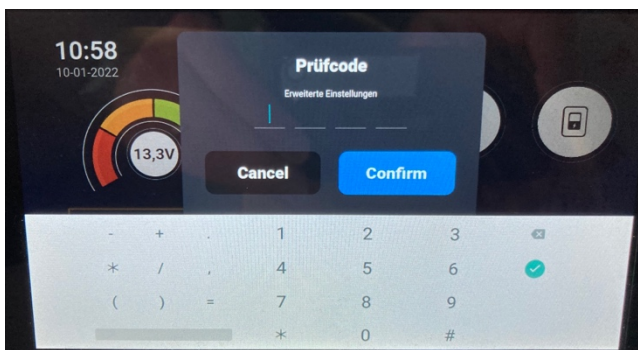 10:58
10-01-2022
Prüfcode
Erweiterte Einstellungen
13,3V
Cancel
Confirm
- + . 1 2 3
* / , 4 5 6
( ) = 7 8 9
* 0 #